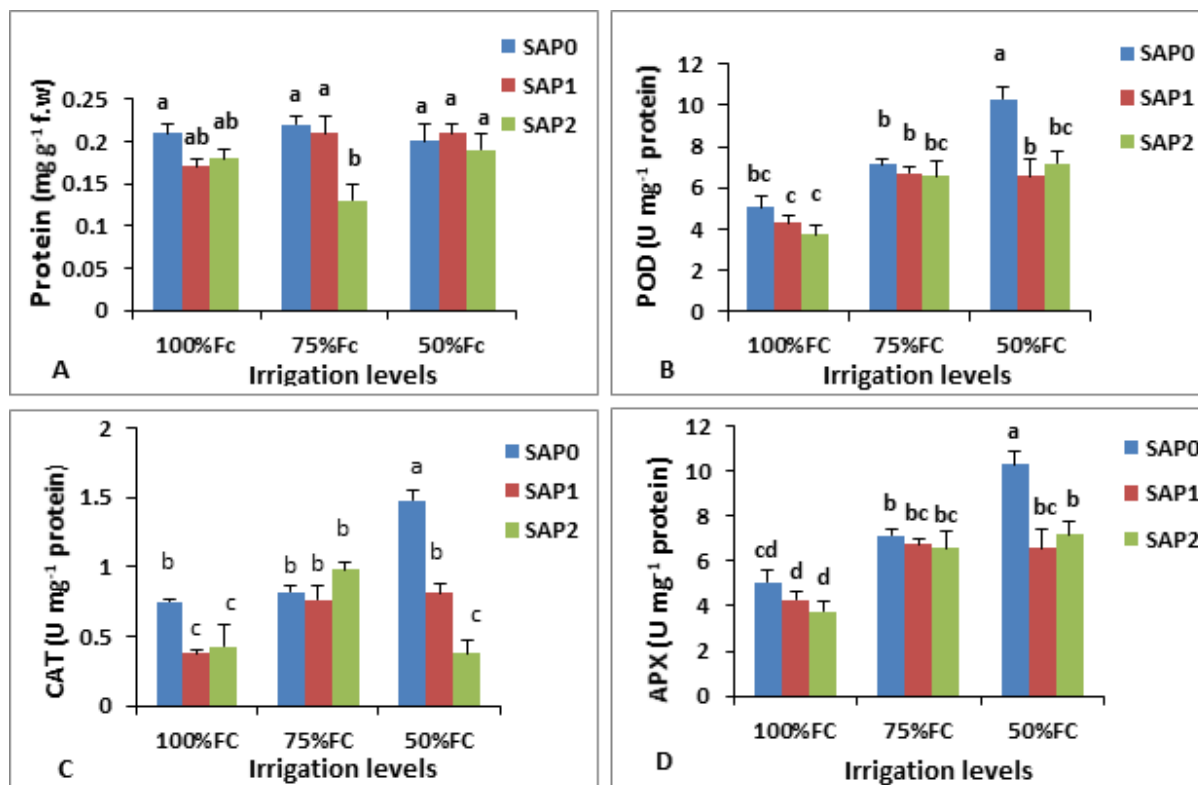 SAP0
SAP1
SAP2
a a a a a a
ab ab b
0.25
0.2
0.15
0.1
0.05
0
Protein (mg g⁻¹ f.w)
100%Fc 75%Fc 50%Fc
A Irrigation levels
SAP0
SAP1
SAP2
12
10
8
6
4
2
0
POD (U mg⁻¹ protein)
bc c c b b bc a b bc
100%FC 75%FC 50%FC
B Irrigation levels
SAP0
SAP1
SAP2
2
1.5
1
0.5
0
CAT (U mg⁻¹ protein)
b c c b b b a b c
100%FC 75%FC 50%FC
C Irrigation levels
SAP0
SAP1
SAP2
12
10
8
6
4
2
0
APX (U mg⁻¹ protein)
cd d d b bc bc a bc b
100%FC 75%FC 50%FC
D Irrigation levels